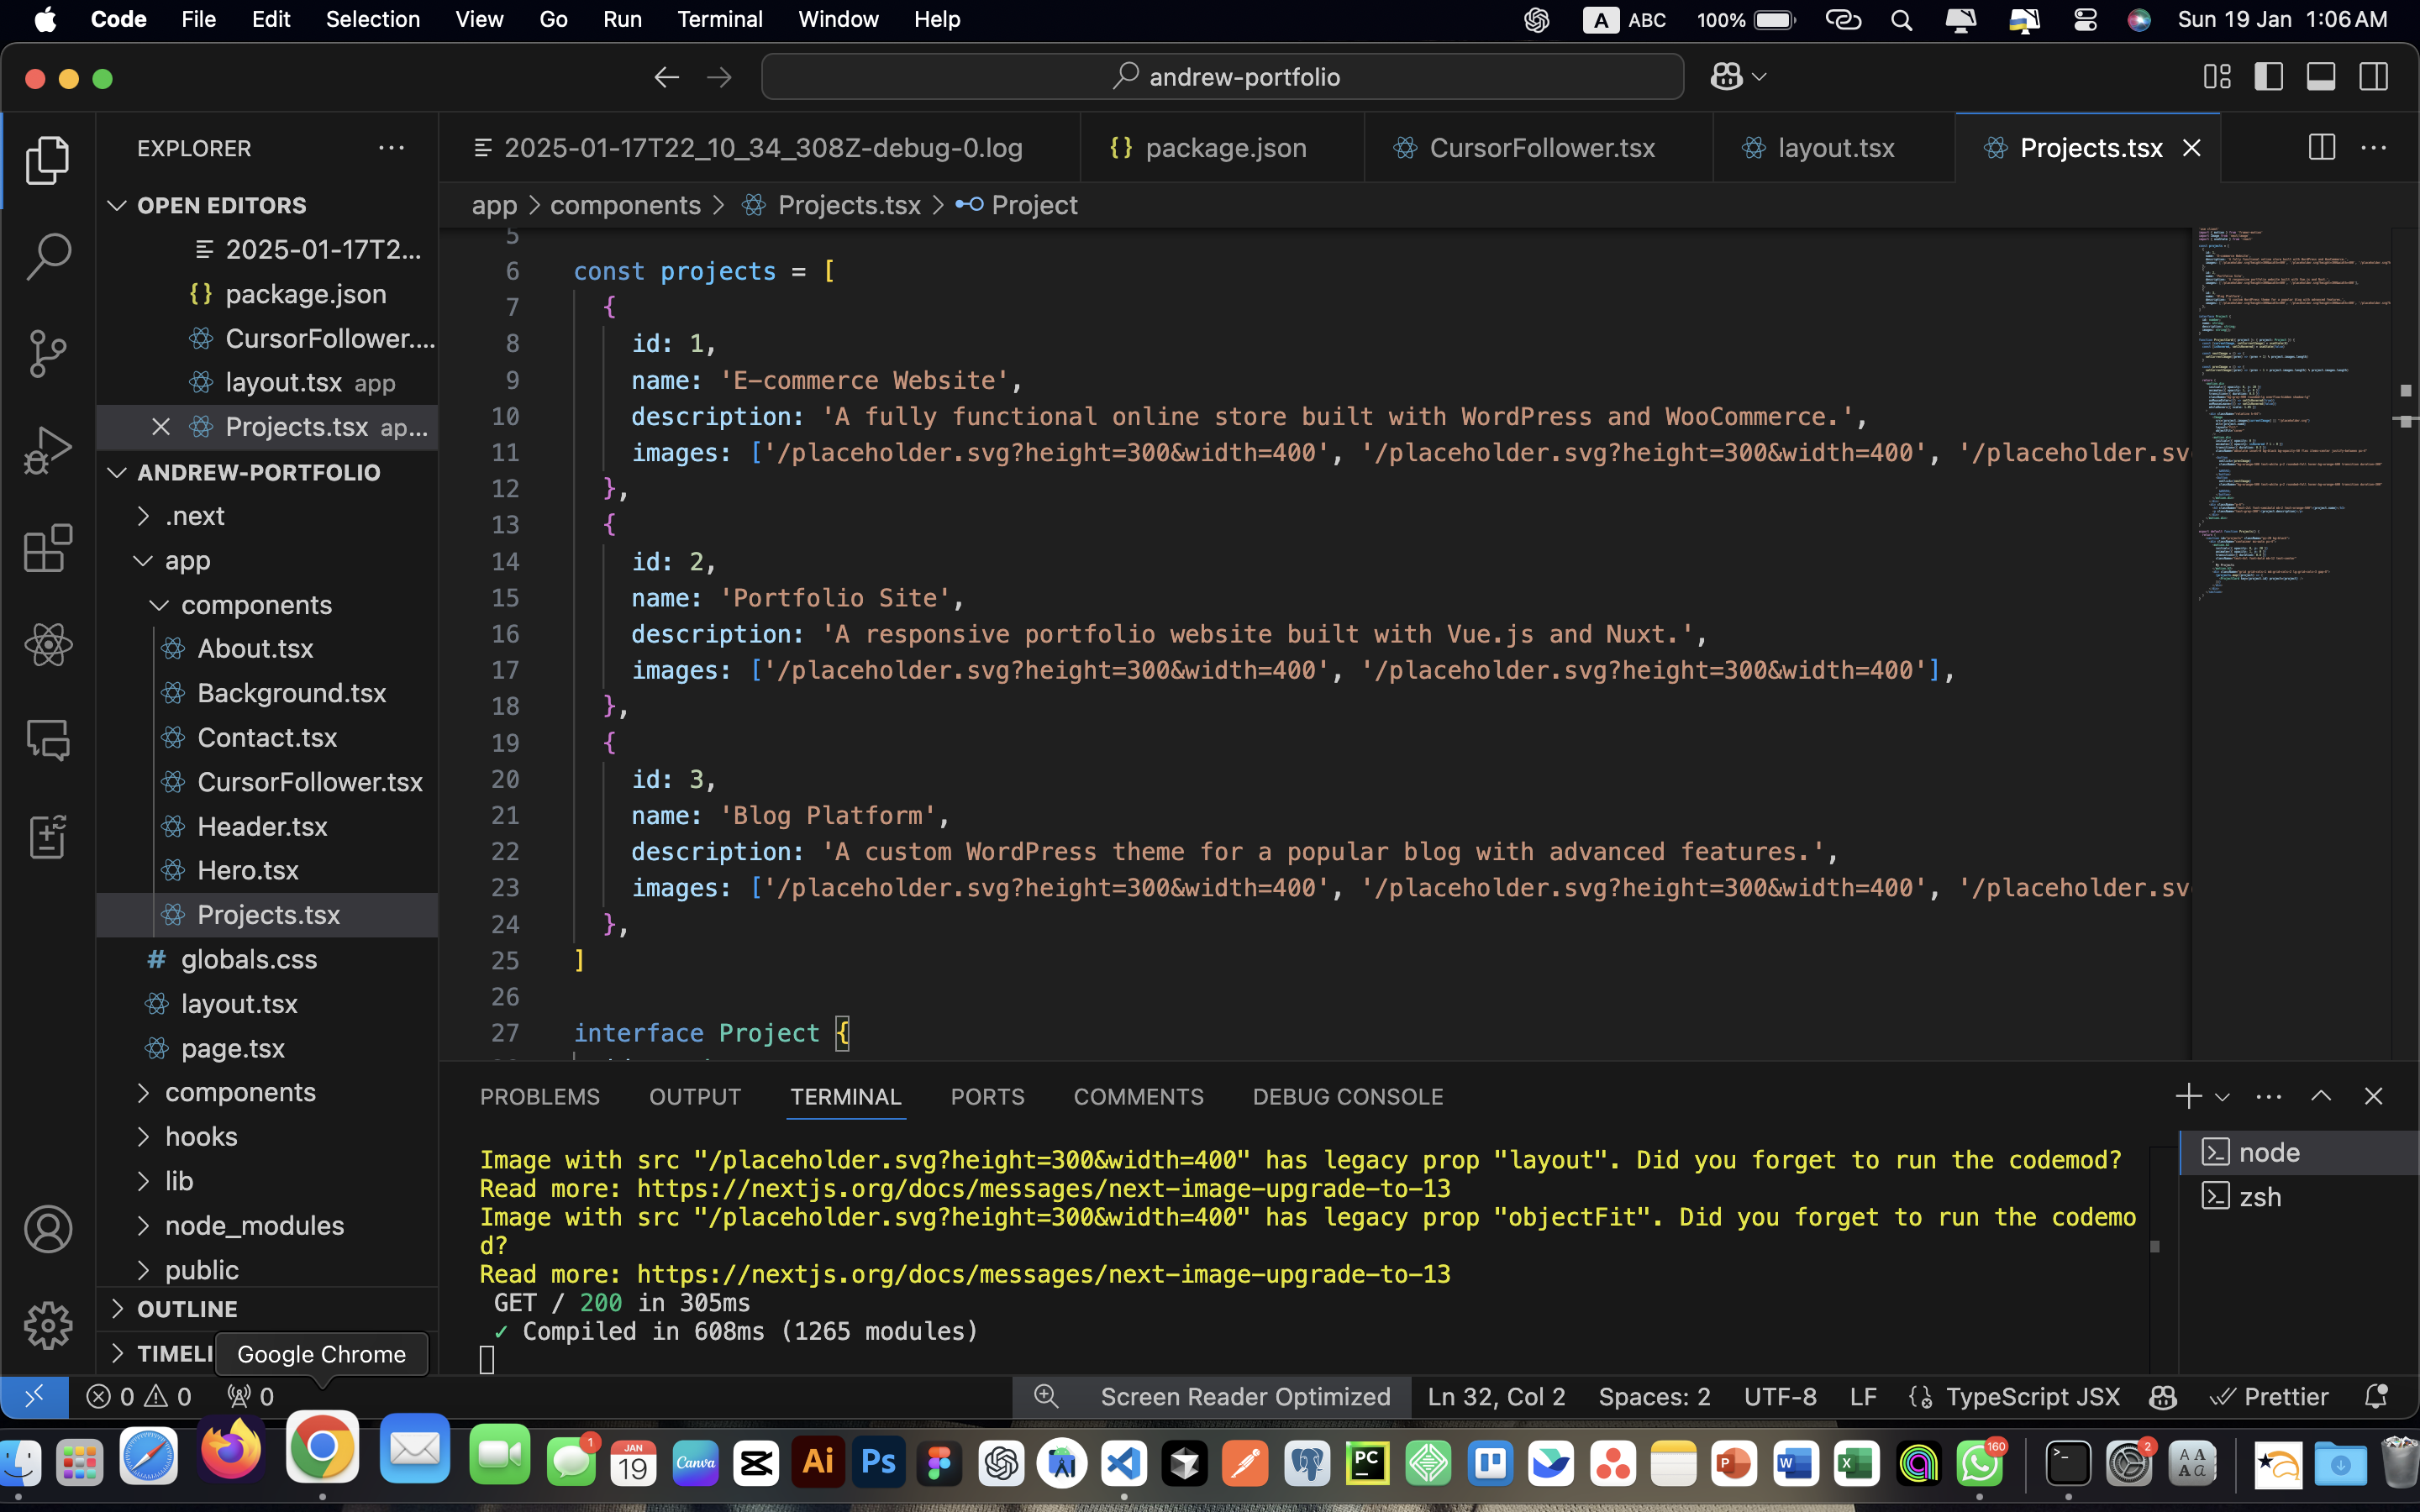 Code File Edit Selection View Go Run Terminal Window Help A ABC 100% Sun 19 Jan 1:06 AM
andrew-portfolio
EXPLORER
OPEN EDITORS
2025-01-17T2...
package.json
CursorFollower....
layout.tsx app
Projects.tsx ap...
ANDREW-PORTFOLIO
.next
app
components
About.tsx
Background.tsx
Contact.tsx
CursorFollower.tsx
Header.tsx
Hero.tsx
Projects.tsx
# globals.css
layout.tsx
page.tsx
components
hooks
lib
node_modules
public
OUTLINE
TIMELI
Google Chrome
2025-01-17T22_10_34_308Z-debug-0.log {} package.json CursorFollower.tsx layout.tsx Projects.tsx
app > components > Projects.tsx > Project
5
6 const projects = [
7 {
8 id: 1,
9 name: 'E-commerce Website',
10 description: 'A fully functional online store built with WordPress and WooCommerce.',
11 images: ['/placeholder.svg?height=300&width=400', '/placeholder.svg?height=300&width=400', '/placeholder.sv
12 },
13 {
14 id: 2,
15 name: 'Portfolio Site',
16 description: 'A responsive portfolio website built with Vue.js and Nuxt.',
17 images: ['/placeholder.svg?height=300&width=400', '/placeholder.svg?height=300&width=400'],
18 },
19 {
20 id: 3,
21 name: 'Blog Platform',
22 description: 'A custom WordPress theme for a popular blog with advanced features.',
23 images: ['/placeholder.svg?height=300&width=400', '/placeholder.svg?height=300&width=400', '/placeholder.sv
24 },
25 ]
26
27 interface Project {
PROBLEMS OUTPUT TERMINAL PORTS COMMENTS DEBUG CONSOLE
Image with src "/placeholder.svg?height=300&width=400" has legacy prop "layout". Did you forget to run the codemod?
Read more: https://nextjs.org/docs/messages/next-image-upgrade-to-13
Image with src "/placeholder.svg?height=300&width=400" has legacy prop "objectFit". Did you forget to run the codemo
d?
Read more: https://nextjs.org/docs/messages/next-image-upgrade-to-13
GET / 200 in 305ms
✓ Compiled in 608ms (1265 modules)
node
zsh
0 0 0 Screen Reader Optimized Ln 32, Col 2 Spaces: 2 UTF-8 LF TypeScript JSX Prettier
1 JAN 19 Canva Ai Ps PC P W X 160 2